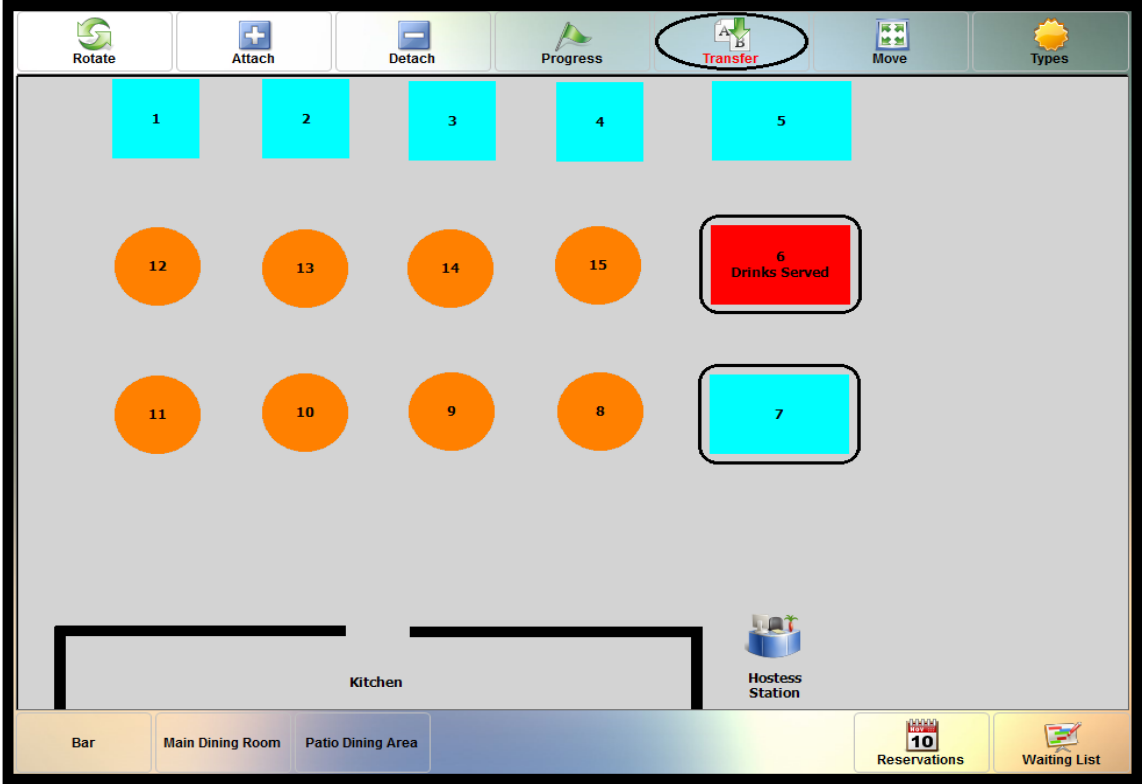 Rotate
Attach
Detach
Progress
A
B
Transfer
Move
Types
1
2
3
4
5
12
13
14
15
6
Drinks Served
11
10
9
8
7
Kitchen
Hostess
Station
Bar
Main Dining Room
Patio Dining Area
NOV
10
Reservations
Waiting List